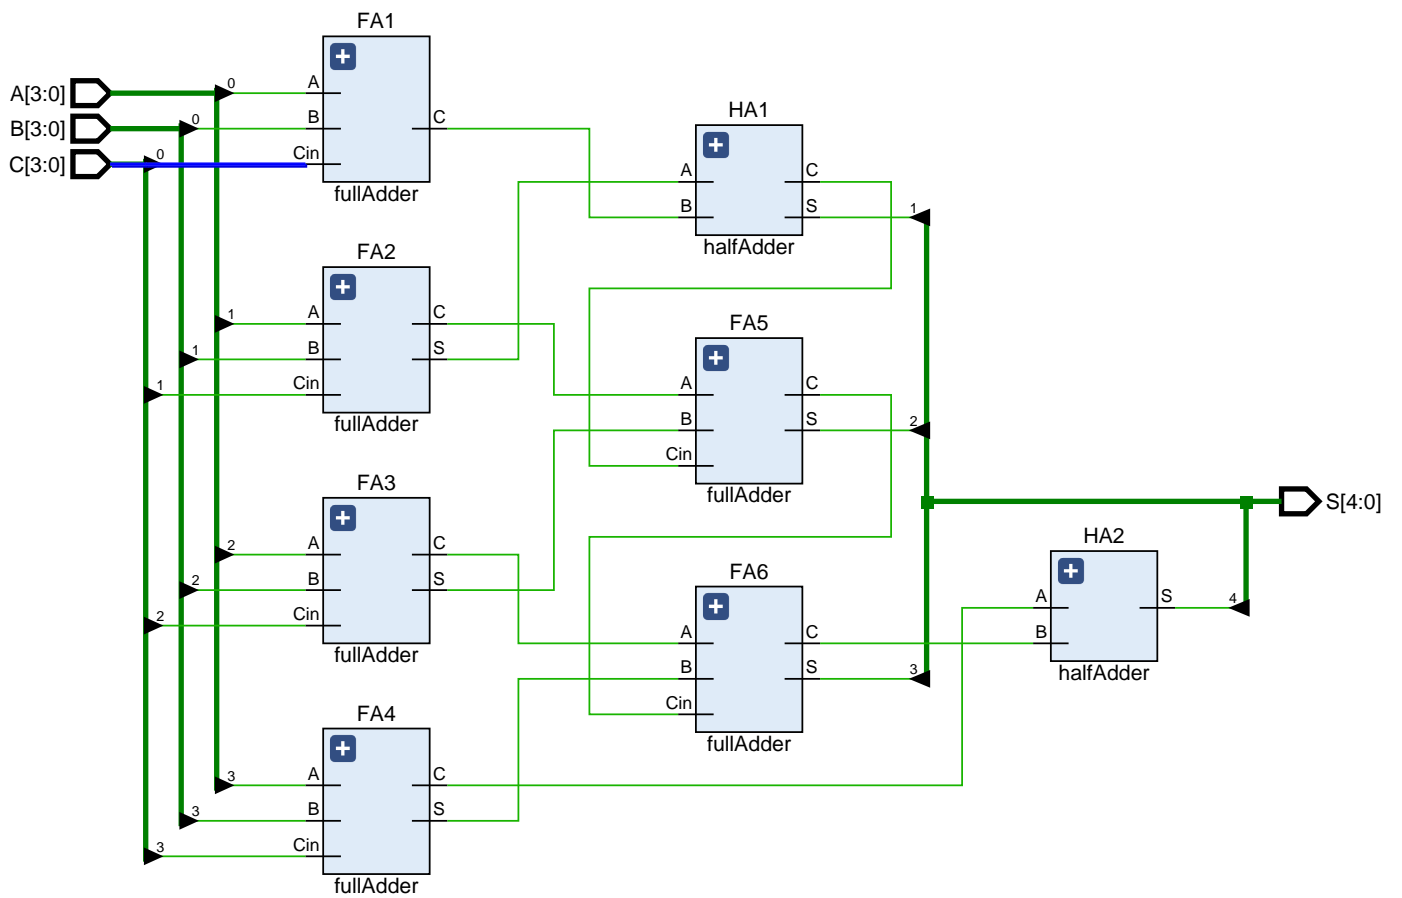 FA1
A[3:0]
B[3:0]
C[3:0]
0
0
0
A
B
Cin
C
fullAdder
HA1
A
B
C
S
halfAdder
1
FA2
1
1
1
A
B
Cin
C
S
fullAdder
FA5
A
B
Cin
C
S
fullAdder
2
FA3
2
2
2
A
B
Cin
C
S
fullAdder
S[4:0]
HA2
A
B
S
halfAdder
4
FA6
A
B
Cin
C
S
fullAdder
3
FA4
3
3
3
A
B
Cin
C
S
fullAdder